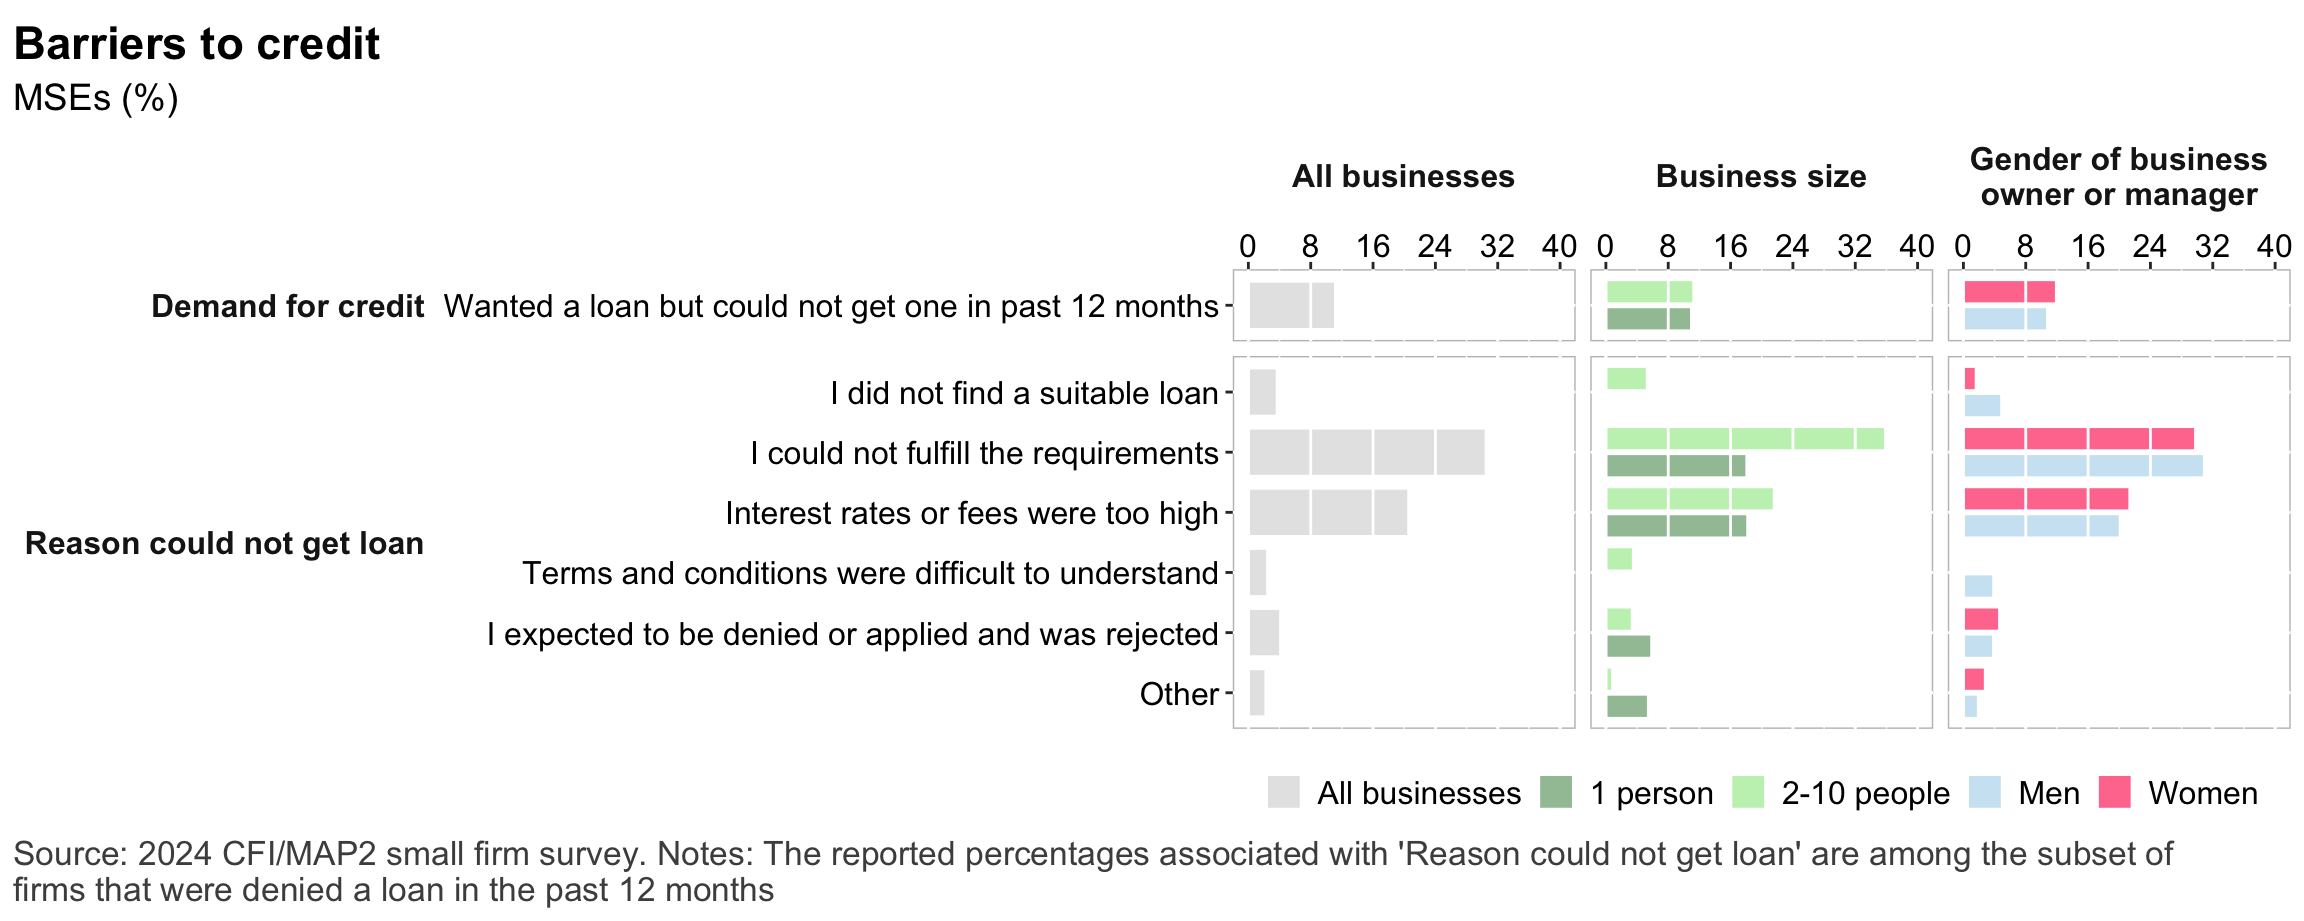 Barriers to credit
MSEs (%)
All businesses
Business size
Gender of business
owner or manager
0 8 16 24 32 40 0 8 16 24 32 40 0 8 16 24 32 40
Demand for credit Wanted a loan but could not get one in past 12 months
I did not find a suitable loan
I could not fulfill the requirements
Interest rates or fees were too high
Reason could not get loan
Terms and conditions were difficult to understand
I expected to be denied or applied and was rejected
Other
All businesses 1 person 2-10 people Men Women
Source: 2024 CFI/MAP2 small firm survey. Notes: The reported percentages associated with 'Reason could not get loan' are among the subset of
firms that were denied a loan in the past 12 months